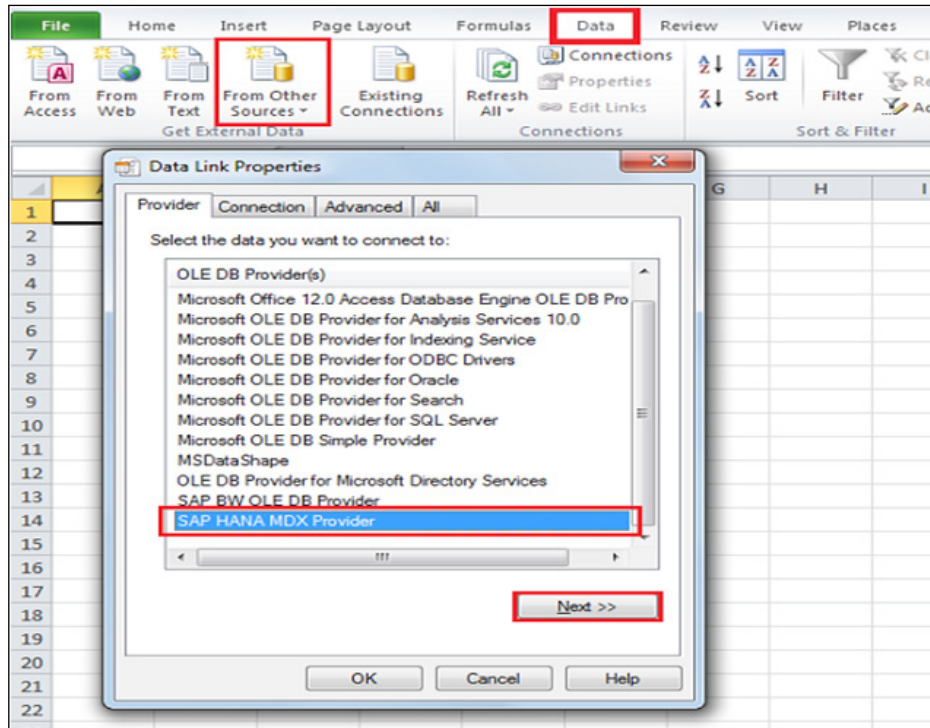 File Home Insert Page Layout Formulas Data Review View Places
From Access
From Web
From Text
From Other Sources
Existing Connections
Refresh All
Connections
Properties
Edit Links
Sort
Filter
Get External Data
Connections
Sort & Filter
Data Link Properties
G H I
Provider Connection Advanced All
Select the data you want to connect to:
OLE DB Provider(s)
Microsoft Office 12.0 Access Database Engine OLE DB Pro
Microsoft OLE DB Provider for Analysis Services 10.0
Microsoft OLE DB Provider for Indexing Service
Microsoft OLE DB Provider for ODBC Drivers
Microsoft OLE DB Provider for Oracle
Microsoft OLE DB Provider for Search
Microsoft OLE DB Provider for SQL Server
Microsoft OLE DB Simple Provider
MSDataShape
OLE DB Provider for Microsoft Directory Services
SAP BW OLE DB Provider
SAP HANA MDX Provider
Next >>
OK Cancel Help
1
2
3
4
5
6
7
8
9
10
11
12
13
14
15
16
17
18
19
20
21
22